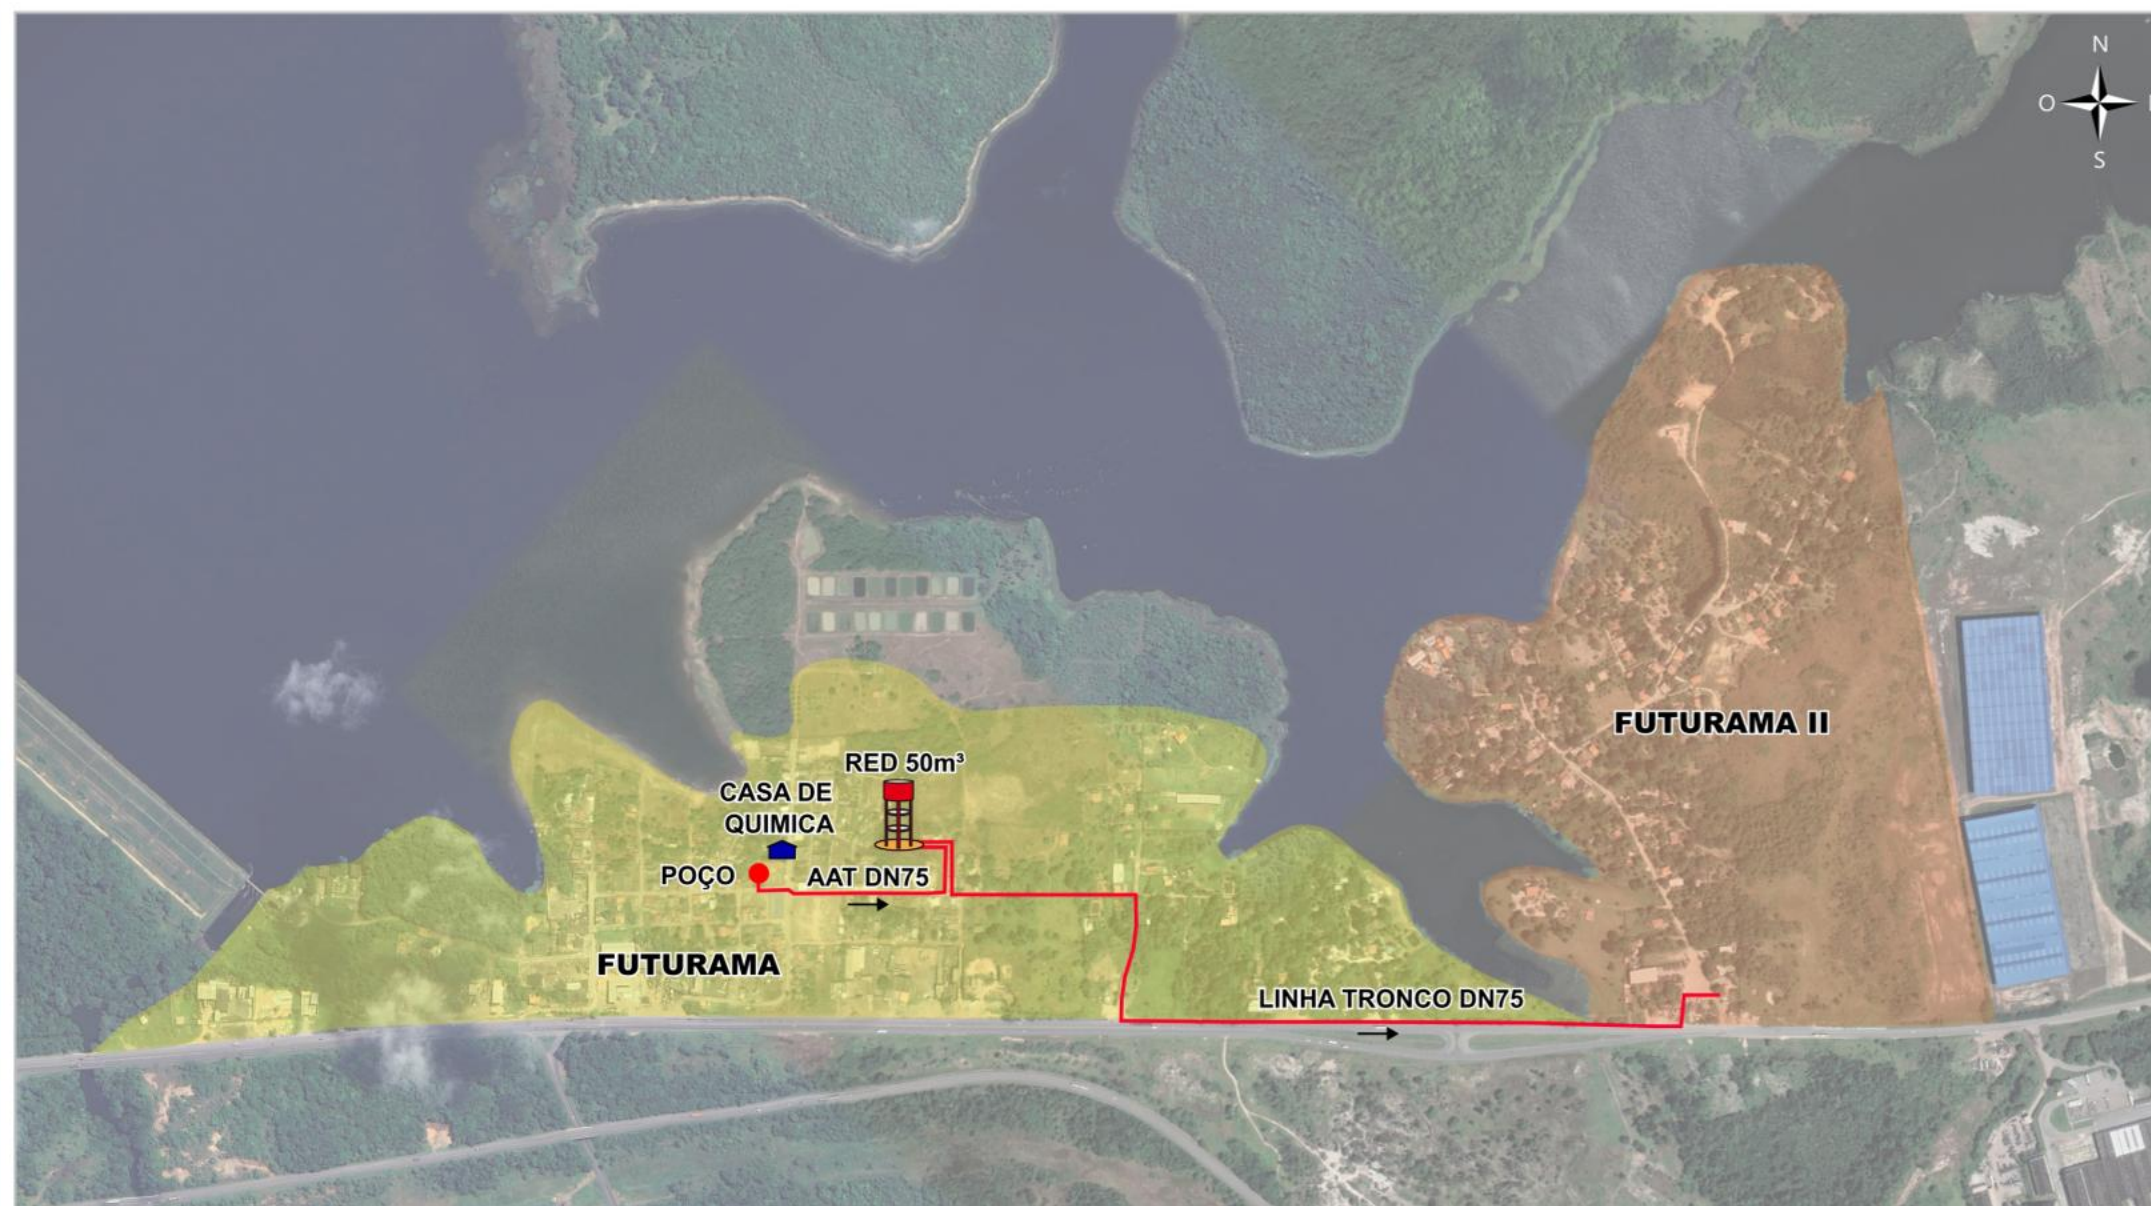 N
O
S
FUTURAMA II
RED 50m³
CASA DE
QUIMICA
POÇO
AAT DN75
FUTURAMA
LINHA TRONCO DN75